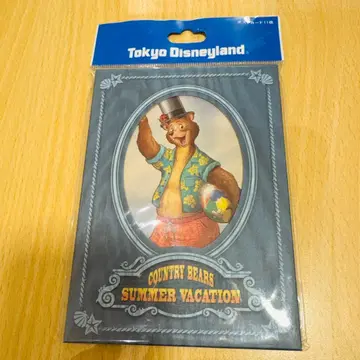 Tokyo Disneyland
COUNTRY BEARS
SUMMER VACATION